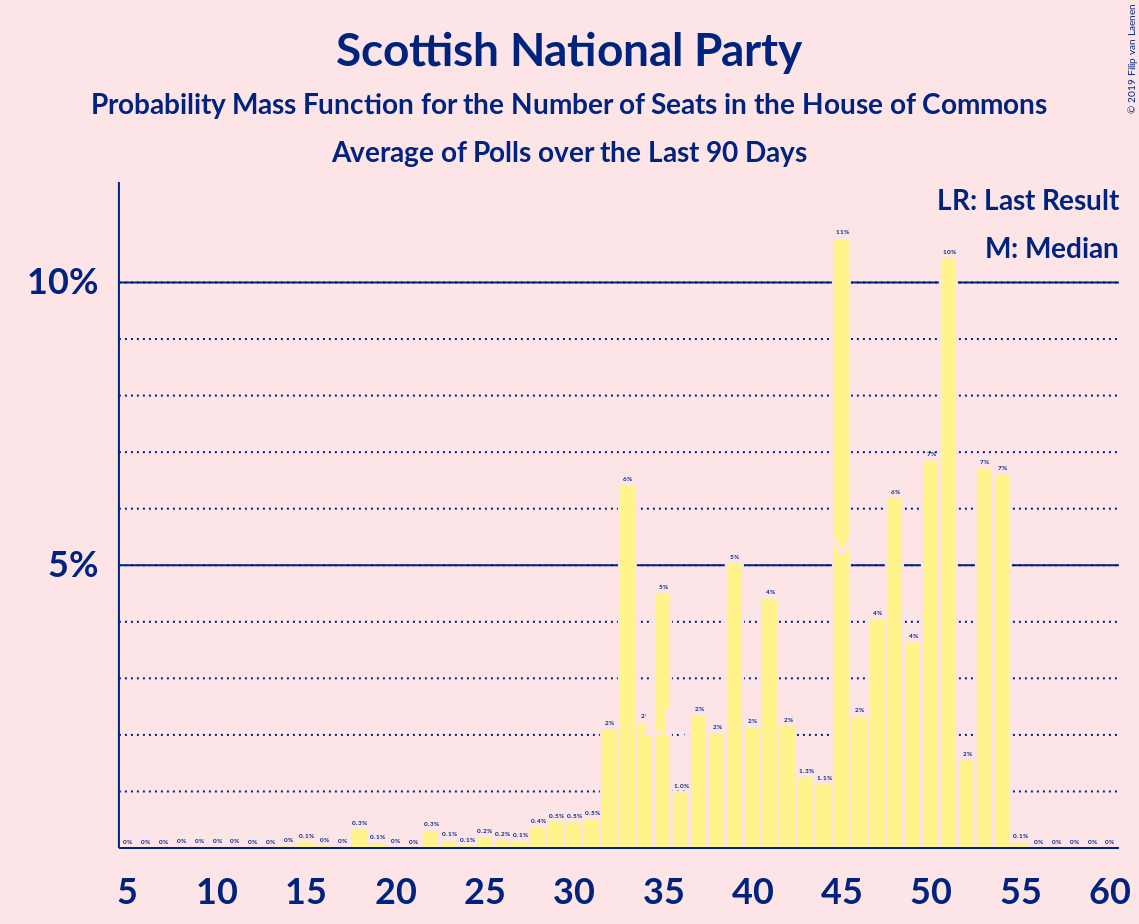 Scottish National Party
Probability Mass Function for the Number of Seats in the House of Commons
Average of Polls over the Last 90 Days
© 2019 Filip van Laenen
LR: Last Result
M: Median
10%
5%
0% 0% 0% 0% 0% 0% 0% 0% 0% 0% 0.1% 0% 0% 0.3% 0.1% 0% 0% 0.3% 0.1% 0.1% 0.2% 0.2% 0.1% 0.4% 0.5% 0.5% 0.5% 2% 6% 2% 5% 1.0% 2% 2% 5% 2% 4% 2% 1.3% 1.1% 11% 2% 4% 6% 4% 7% 10% 2% 7% 7% 0.1% 0% 0% 0% 0% 0%
5 10 15 20 25 30 35 40 45 50 55 60